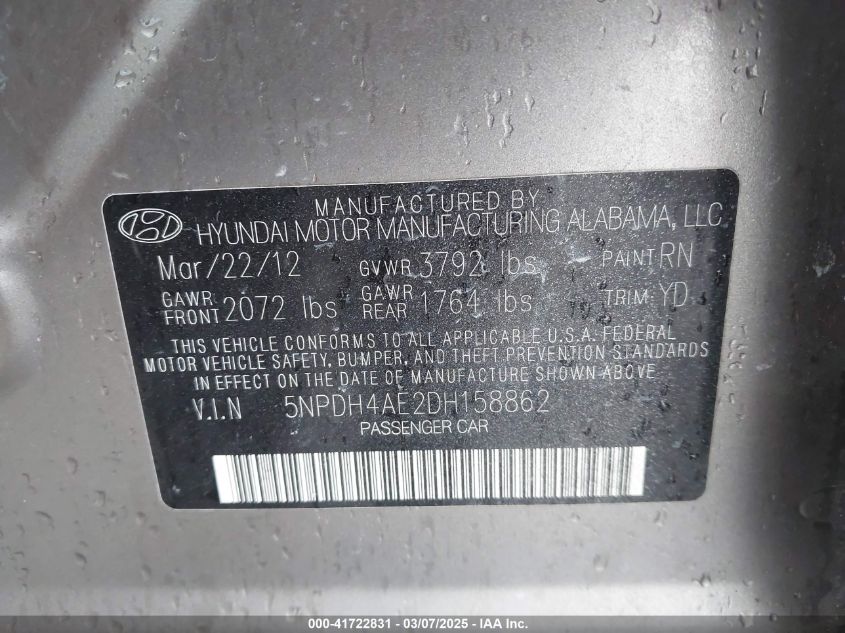 MANUFACTURED BY
HYUNDAI MOTOR MANUFACTURING ALABAMA, LLC
Mar/22/12 GVWR 3792 lbs PAINT RN
GAWR FRONT 2072 lbs GAWR REAR 1764 lbs TRIM YD
THIS VEHICLE CONFORMS TO ALL APPLICABLE U.S.A. FEDERAL
MOTOR VEHICLE SAFETY, BUMPER, AND THEFT PREVENTION STANDARDS
IN EFFECT ON THE DATE OF MANUFACTURE SHOWN ABOVE.
V.I.N 5NPDH4AE2DH158862
PASSENGER CAR
000-41722831 - 03/07/2025 - IAA Inc.